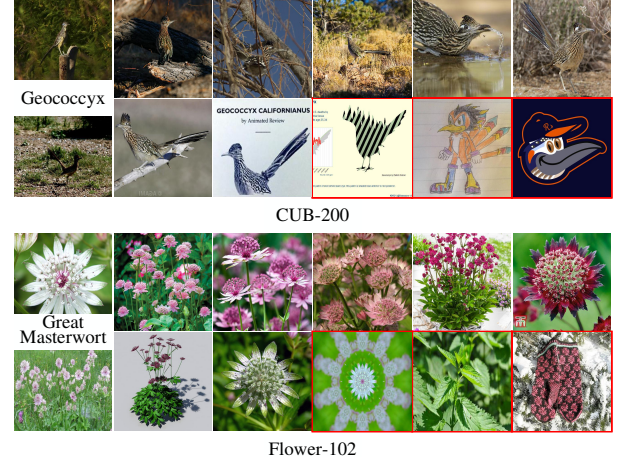 Geococcyx
GEOCOCCYX CALIFORNIANUS
by Animated Review
CUB-200
Great
Masterwort
Flower-102